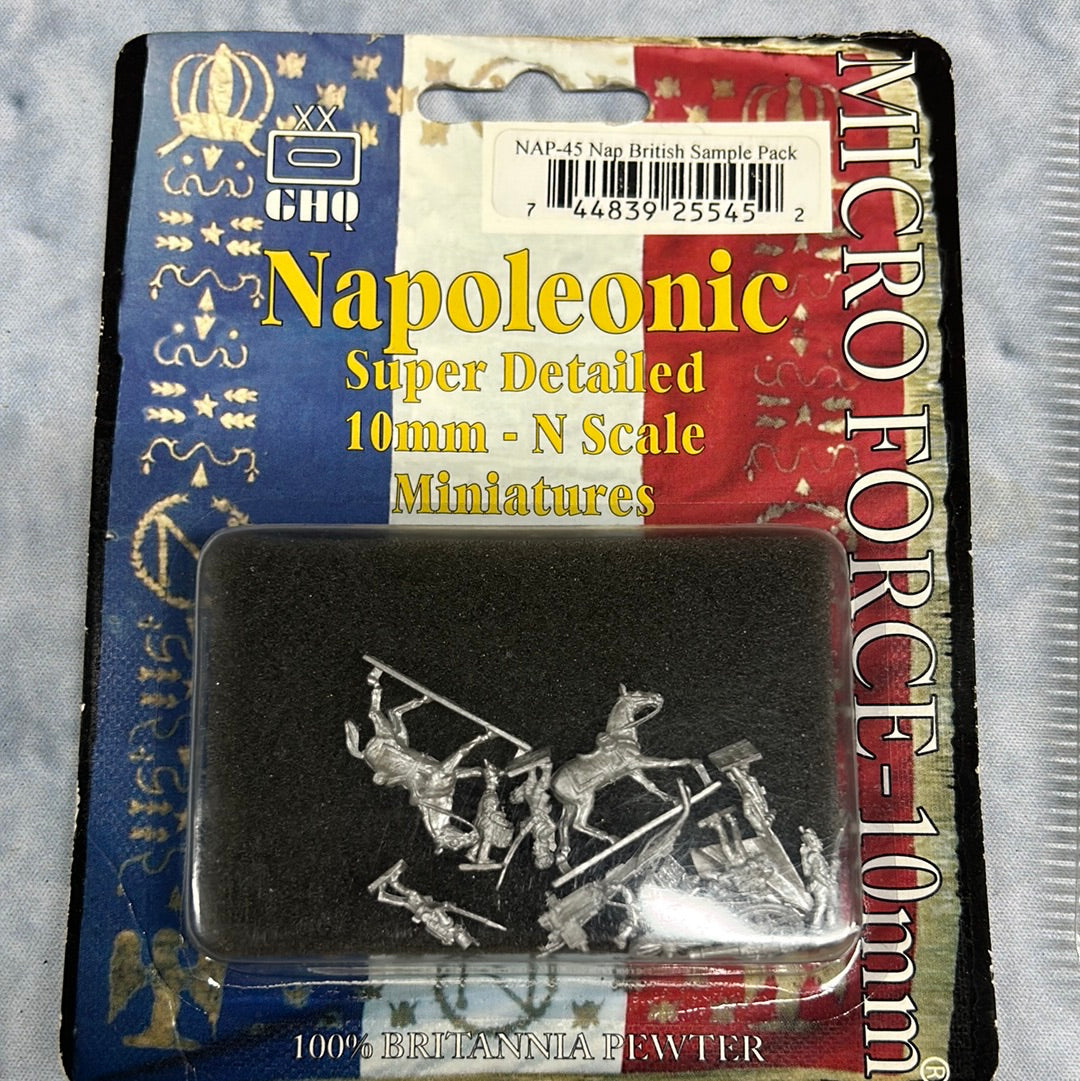 XX
GHQ
NAP-45 Nap British Sample Pack
7 44839 25545 2
Napoleonic
Super Detailed
10mm - N Scale
Miniatures
MICRO FORCE-10mm®
100% BRITANNIA PEWTER